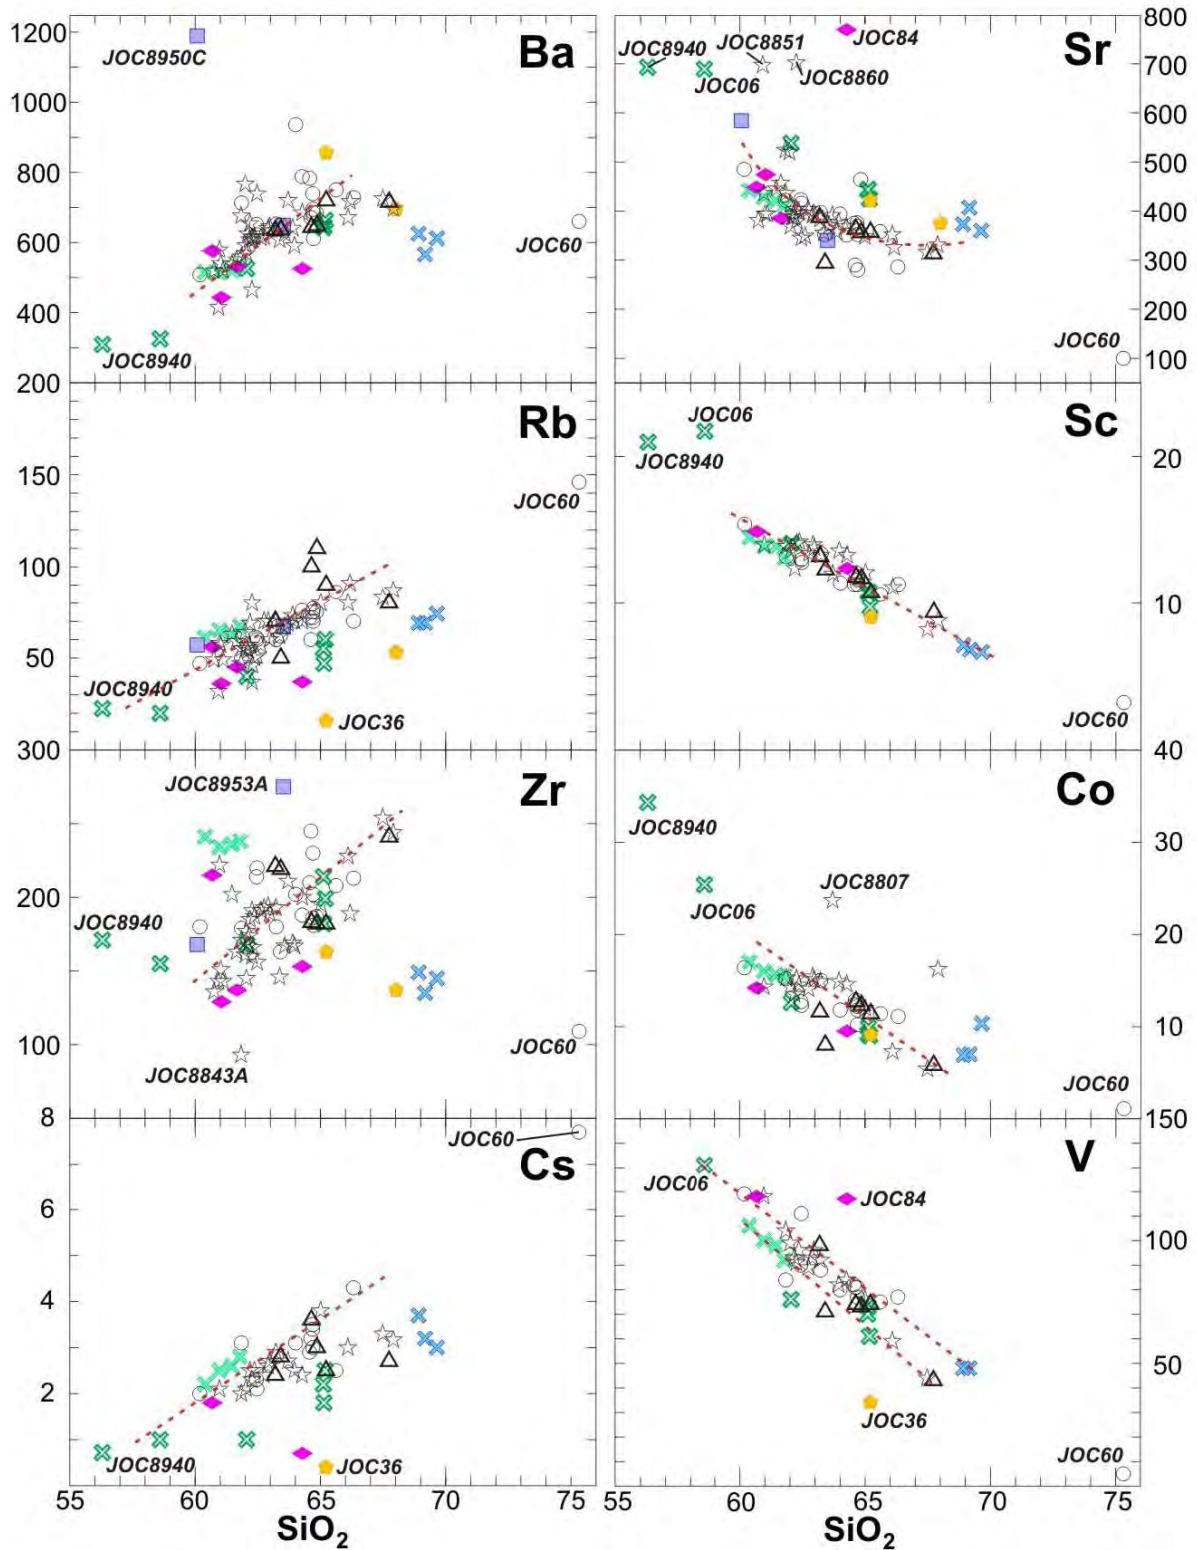 1200
Ba
JOC8950C
1000
800
600
JOC60
400
JOC8940
200
800
JOC8940
JOC8851
JOC84
Sr
700
JOC06
JOC8860
600
500
400
300
200
JOC60
100
Rb
150
JOC60
100
50
JOC8940
JOC36
300
JOC06
Sc
20
JOC8940
10
JOC60
40
JOC8953A
Zr
200
JOC8940
100
JOC60
JOC8843A
8
Co
JOC8940
30
JOC8807
JOC06
20
10
JOC60
150
JOC60
Cs
6
4
2
JOC8940
JOC36
55 60 65 70 75
SiO2
V
JOC06
JOC84
100
50
JOC36
JOC60
55 60 65 70 75
SiO2